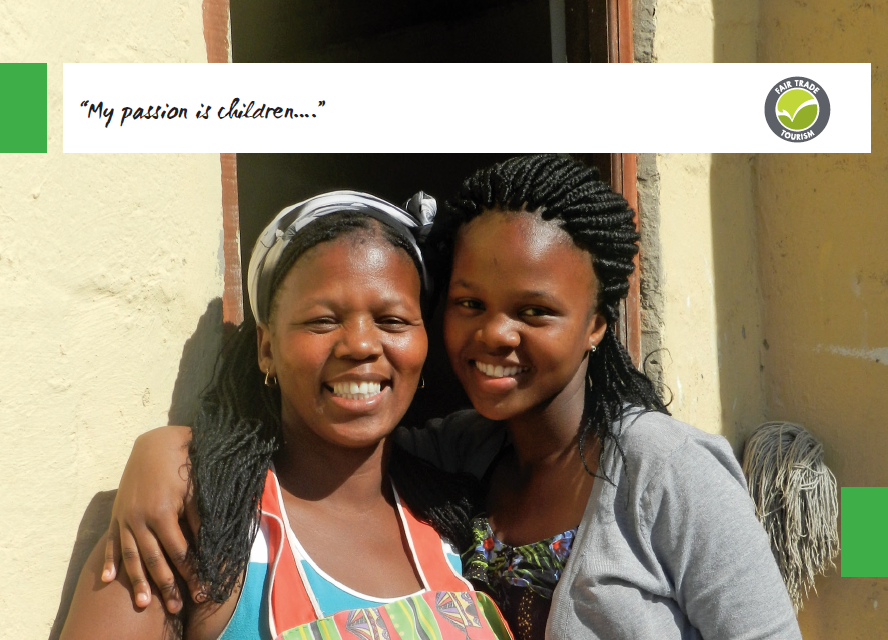 “My passion is children....”
FAIR TRADE
TOURISM